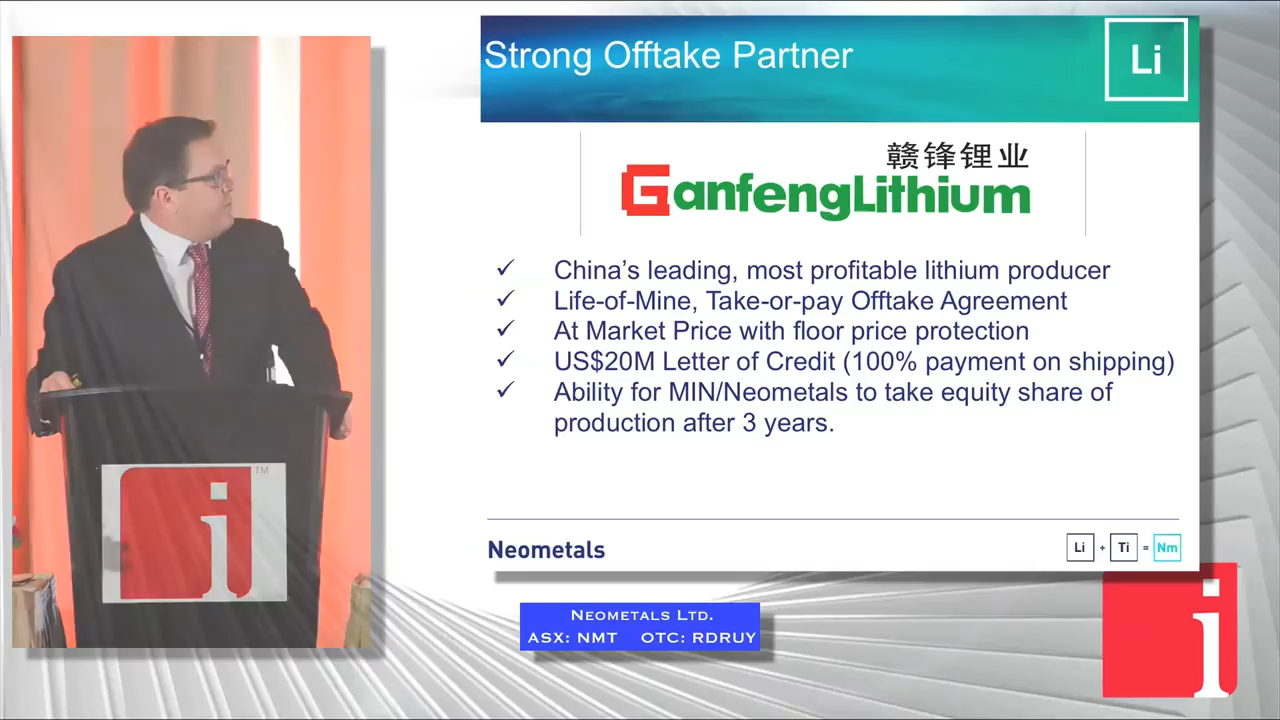 Strong Offtake Partner
Li
赣锋锂业
GanfengLithium
✓ China's leading, most profitable lithium producer
✓ Life-of-Mine, Take-or-pay Offtake Agreement
✓ At Market Price with floor price protection
✓ US$20M Letter of Credit (100% payment on shipping)
✓ Ability for MIN/Neometals to take equity share of
production after 3 years.
Neometals
Li + Ti = Nm
Neometals Ltd.
ASX: NMT OTC: RDRUY
i
TM
i